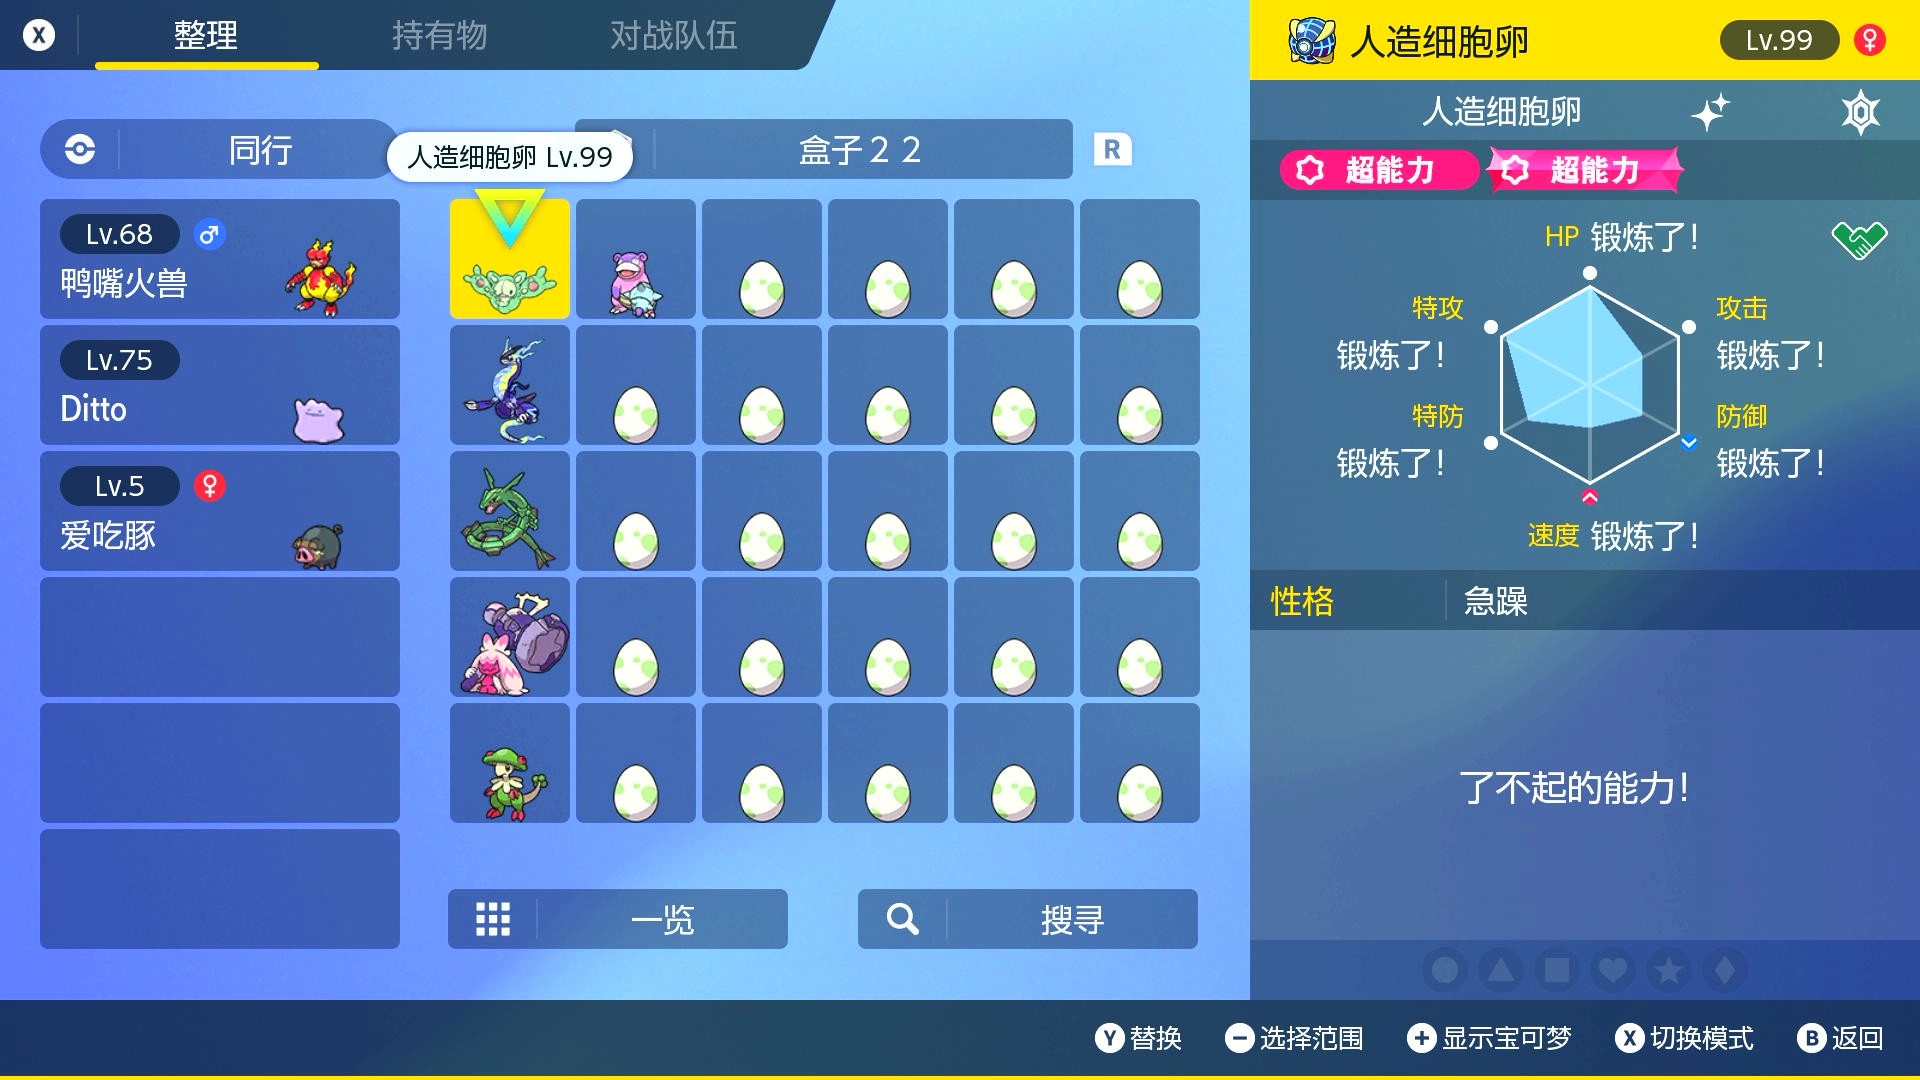 X 整理 持有物 对战队伍
同行
人造细胞卵 Lv.99
盒子２２
R
Lv.68
鸭嘴火兽
Lv.75
Ditto
Lv.5
爱吃豚
一览
搜寻
人造细胞卵 Lv.99
人造细胞卵
超能力 超能力
HP 锻炼了！
特攻
锻炼了！
攻击
锻炼了！
特防
锻炼了！
防御
锻炼了！
速度 锻炼了！
性格 急躁
了不起的能力！
Y 替换 选择范围 显示宝可梦 X 切换模式 B 返回